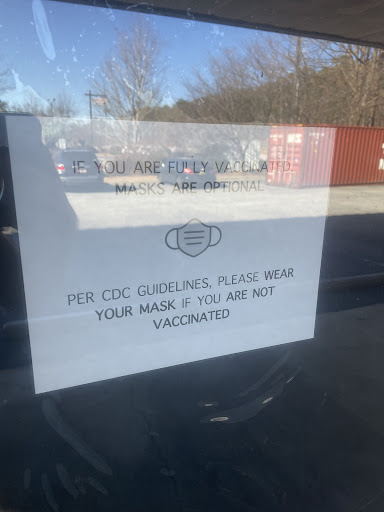 IF YOU ARE FULLY VACCINATED,
MASKS ARE OPTIONAL
PER CDC GUIDELINES, PLEASE WEAR
YOUR MASK IF YOU ARE NOT
VACCINATED